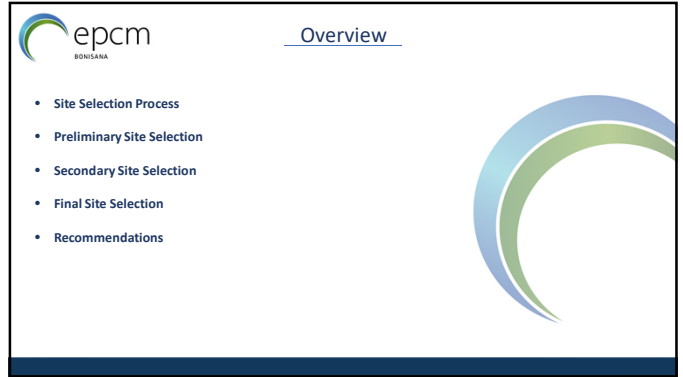 epcm
BONISANA
Overview
• Site Selection Process
• Preliminary Site Selection
• Secondary Site Selection
• Final Site Selection
• Recommendations